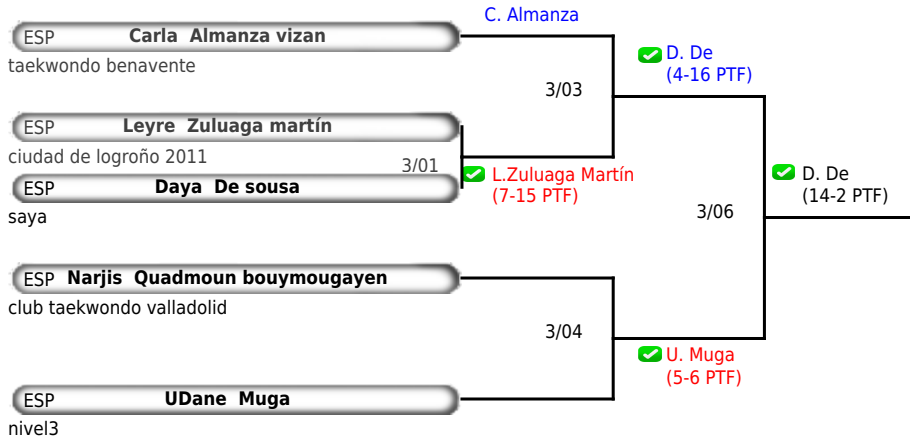 C. Almanza
ESP Carla Almanza vizan
taekwondo benavente
D. De
(4-16 PTF)
3/03
ESP Leyre Zuluaga martín
ciudad de logroño 2011
3/01
L.Zuluaga Martín
(7-15 PTF)
ESP Daya De sousa
saya
D. De
(14-2 PTF)
3/06
ESP Narjis Quadmoun bouymougayen
club taekwondo valladolid
3/04
U. Muga
(5-6 PTF)
ESP UDane Muga
nivel3